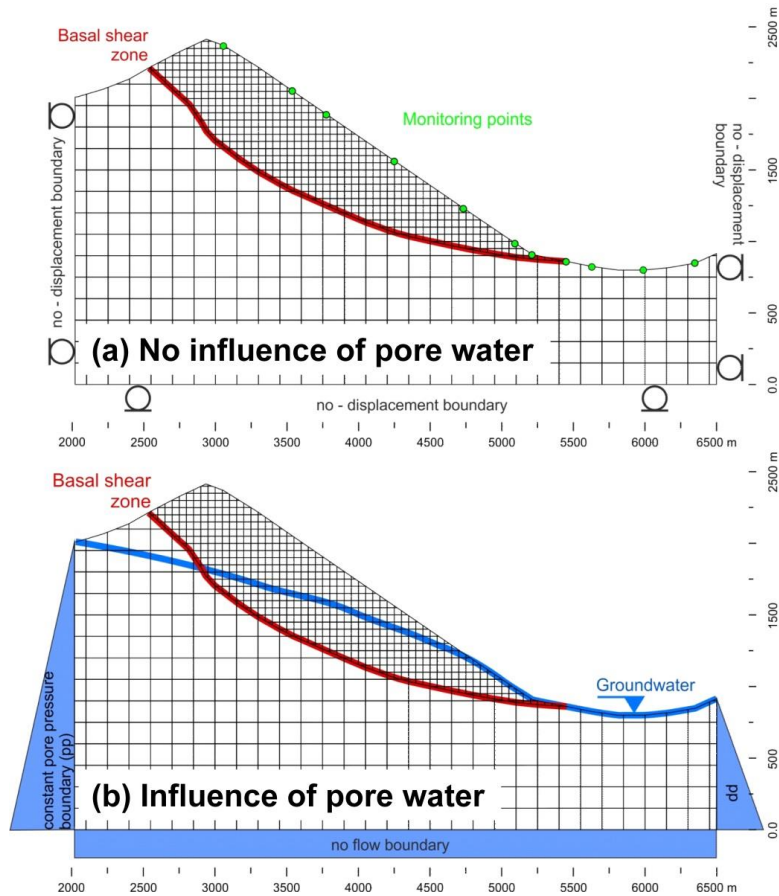 2500 m
Basal shear
zone
Monitoring points
no - displacement boundary
no - displacement
boundary
1500
500
0.0
(a) No influence of pore water
no - displacement boundary
2000 2500 3000 3500 4000 4500 5000 5500 6000 6500 m
2500 m
Basal shear
zone
1500
Groundwater
constant pore pressure
boundary (pp)
500
(b) Influence of pore water
pp
0.0
no flow boundary
2000 2500 3000 3500 4000 4500 5000 5500 6000 6500 m